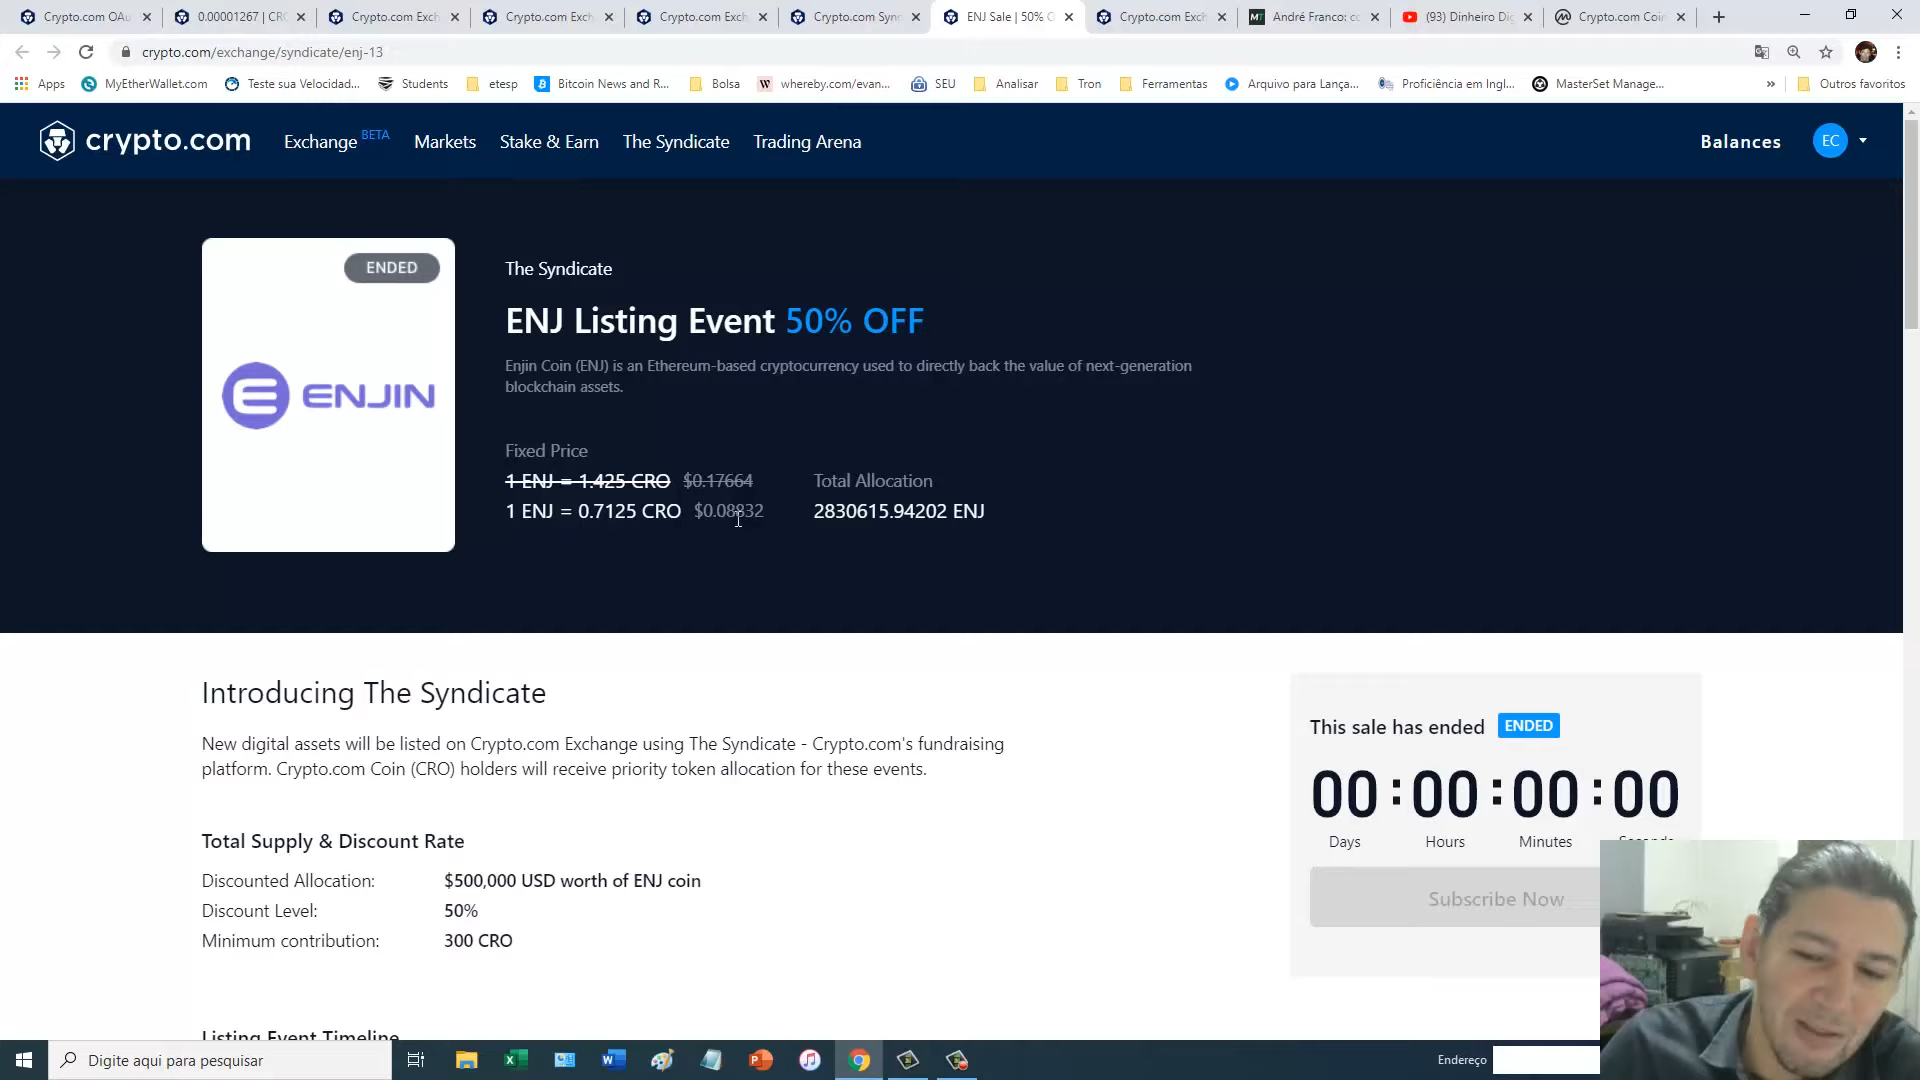 Crypto.com OAu
0.00001267 | CR
Crypto.com Exch
Crypto.com Exch
Crypto.com Exch
Crypto.com Synd
ENJ Sale | 50% O
Crypto.com Exch
André Franco: co
(93) Dinheiro Dig
Crypto.com Coin
crypto.com/exchange/syndicate/enj-13
Apps
MyEtherWallet.com
Teste sua Velocidad...
Students
etesp
Bitcoin News and R...
Bolsa
whereby.com/evan...
SEU
Analisar
Tron
Ferramentas
Arquivo para Lança...
Proficiência em Ingl...
MasterSet Manage...
»
Outros favoritos
crypto.com
Exchange BETA
Markets
Stake & Earn
The Syndicate
Trading Arena
Balances
EC
ENDED
ENJIN
The Syndicate
ENJ Listing Event 50% OFF
Enjin Coin (ENJ) is an Ethereum-based cryptocurrency used to directly back the value of next-generation
blockchain assets.
Fixed Price
1 ENJ = 1.425 CRO $0.17664
Total Allocation
1 ENJ = 0.7125 CRO $0.08832
2830615.94202 ENJ
Introducing The Syndicate
New digital assets will be listed on Crypto.com Exchange using The Syndicate - Crypto.com's fundraising
platform. Crypto.com Coin (CRO) holders will receive priority token allocation for these events.
Total Supply & Discount Rate
Discounted Allocation: $500,000 USD worth of ENJ coin
Discount Level: 50%
Minimum contribution: 300 CRO
Listing Event Timeline
This sale has ended ENDED
00 : 00 : 00 : 00
Days Hours Minutes Seconds
Subscribe Now
Digite aqui para pesquisar
Endereço